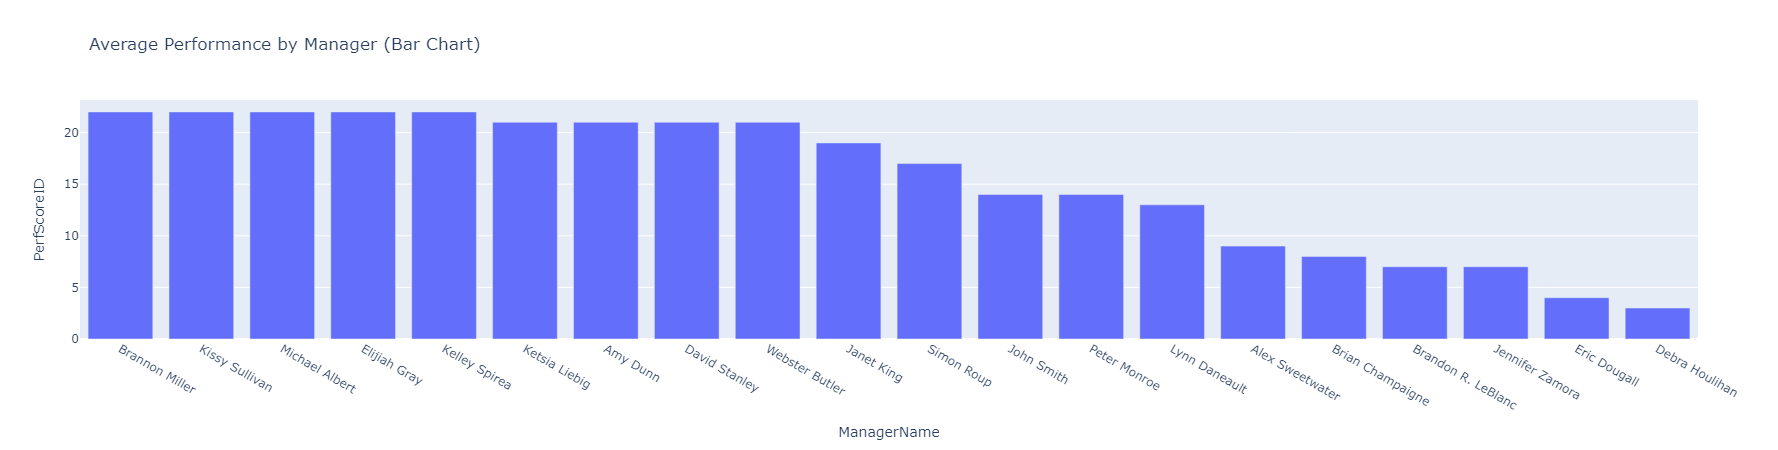 Average Performance by Manager (Bar Chart)
PerfScoreID
20
15
10
5
0
Brannon Miller
Kissy Sullivan
Michael Albert
Elijiah Gray
Kelley Spirea
Ketsia Liebig
Amy Dunn
David Stanley
Webster Butler
Janet King
Simon Roup
John Smith
Peter Monroe
Lynn Daneault
Alex Sweetwater
Brian Champaigne
Brandon R. LeBlanc
Jennifer Zamora
Eric Dougall
Debra Houlihan
ManagerName